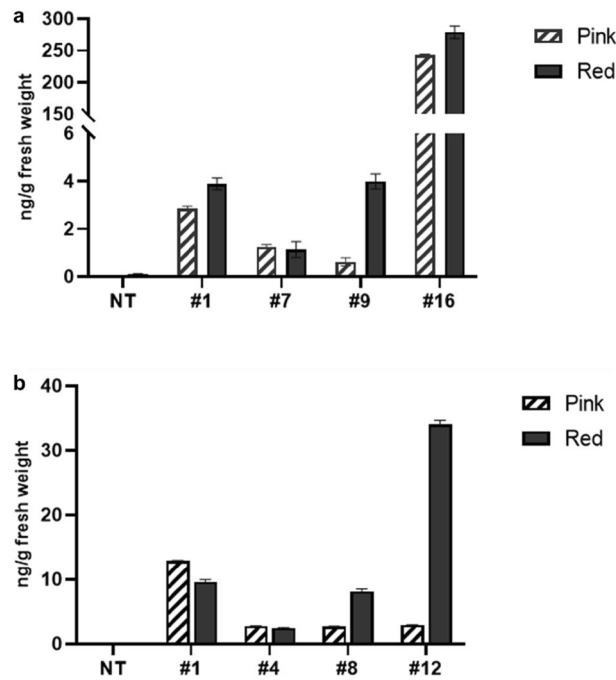 a
ng/g fresh weight
300
250
200
150
6
4
2
0
NT #1 #7 #9 #16
Pink
Red
b
ng/g fresh weight
40
30
20
10
0
NT #1 #4 #8 #12
Pink
Red